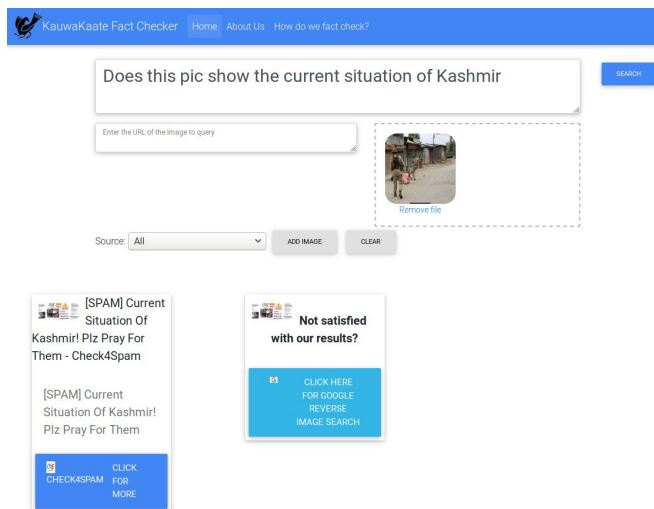 KauwaKaate Fact Checker Home About Us How do we fact check?
Does this pic show the current situation of Kashmir
SEARCH
Enter the URL of the Image to query
Remove file
Source: All
ADD IMAGE
CLEAR
[SPAM] Current
Situation Of
Kashmir! Plz Pray For
Them - Check4Spam
[SPAM] Current
Situation Of Kashmir!
Plz Pray For Them
CHECK4SPAM
CLICK
FOR
MORE
Not satisfied
with our results?
CLICK HERE
FOR GOOGLE
REVERSE
IMAGE SEARCH